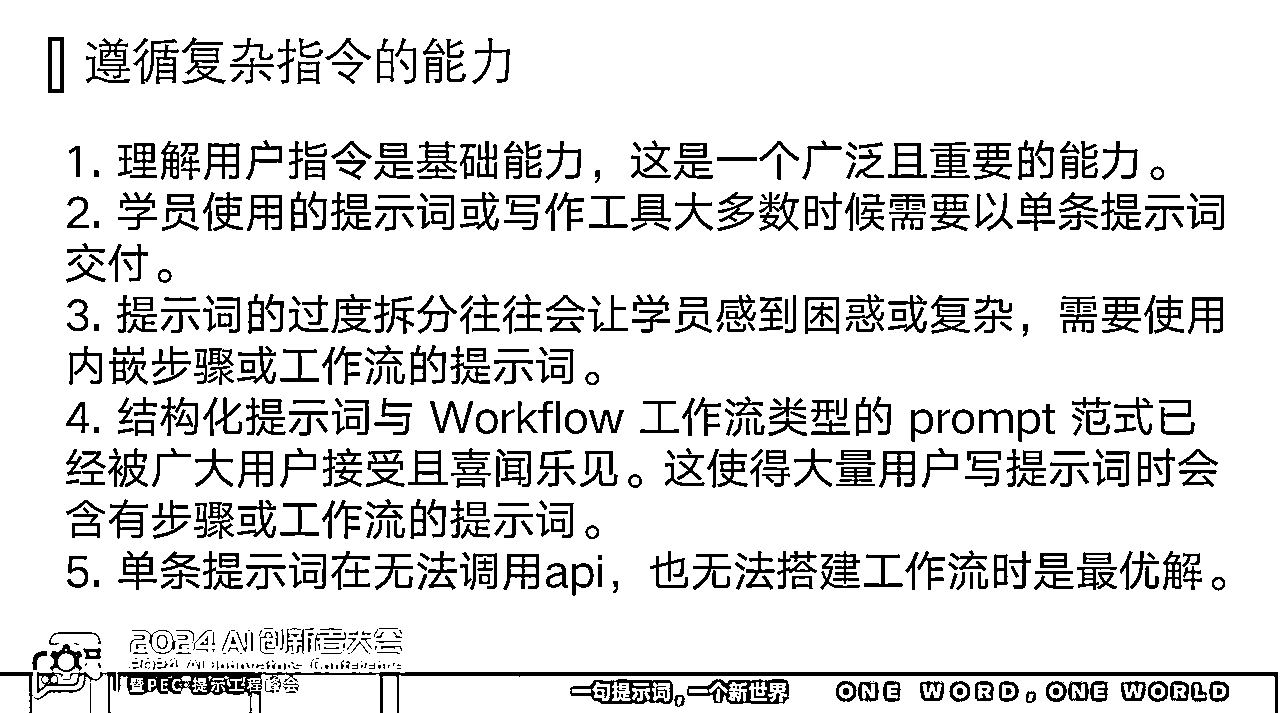 遵循复杂指令的能力
1. 理解用户指令是基础能力，这是一个广泛且重要的能力。
2. 学员使用的提示词或写作工具大多数时候需要以单条提示词
交付。
3. 提示词的过度拆分往往会让学员感到困惑或复杂，需要使用
内嵌步骤或工作流的提示词。
4. 结构化提示词与 Workflow 工作流类型的 prompt 范式已
经被广大用户接受且喜闻乐见。这使得大量用户写提示词时会
含有步骤或工作流的提示词。
5. 单条提示词在无法调用api，也无法搭建工作流时是最优解。
2024 AI创新者大会
2024 AI Innovators Conference
暨PEC·提示工程峰会
一句提示词。一个新世界
ONE WORD。ONE WORLD